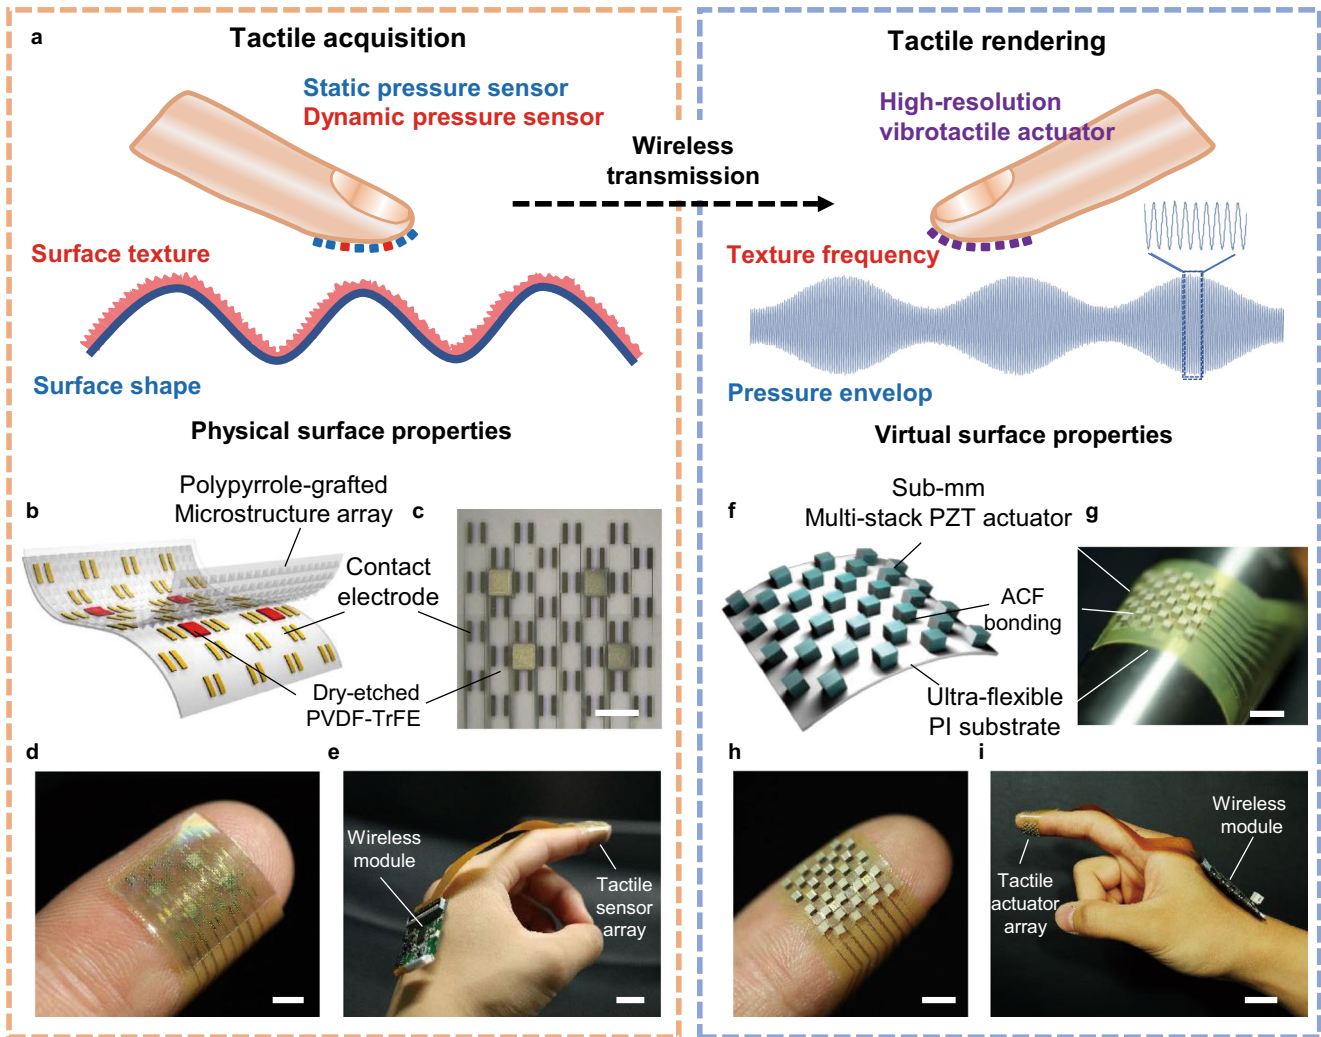 a
Tactile acquisition
Static pressure sensor
Dynamic pressure sensor
Surface texture
Surface shape
Physical surface properties
Wireless
transmission
Tactile rendering
High-resolution
vibrotactile actuator
Texture frequency
Pressure envelop
Virtual surface properties
b
Polypyrrole-grafted
Microstructure array
Contact
electrode
Dry-etched
PVDF-TrFE
c
d
e
Wireless
module
Tactile
sensor
array
f
Sub-mm
Multi-stack PZT actuator
ACF
bonding
Ultra-flexible
PI substrate
g
h
i
Wireless
module
Tactile
actuator
array